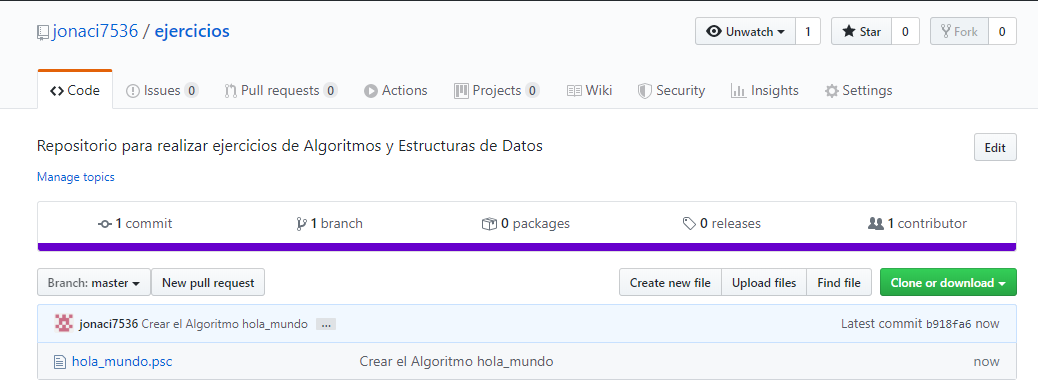 jonaci7536 / ejercicios Unwatch 1 Star 0 Fork 0
Code Issues 0 Pull requests 0 Actions Projects 0 Wiki Security Insights Settings
Repositorio para realizar ejercicios de Algoritmos y Estructuras de Datos Edit
Manage topics
1 commit 1 branch 0 packages 0 releases 1 contributor
Branch: master New pull request Create new file Upload files Find file Clone or download
jonaci7536 Crear el Algoritmo hola_mundo ... Latest commit b918fa6 now
hola_mundo.psc Crear el Algoritmo hola_mundo now